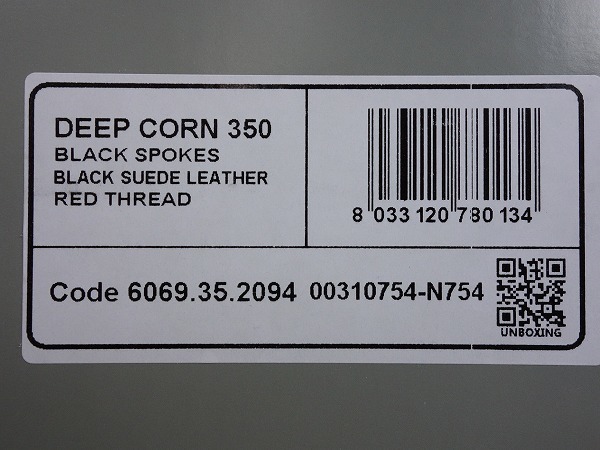 DEEP CORN 350
BLACK SPOKES
BLACK SUEDE LEATHER
RED THREAD
8 033120 780134
Code 6069.35.2094 00310754-N754
UNBOXING